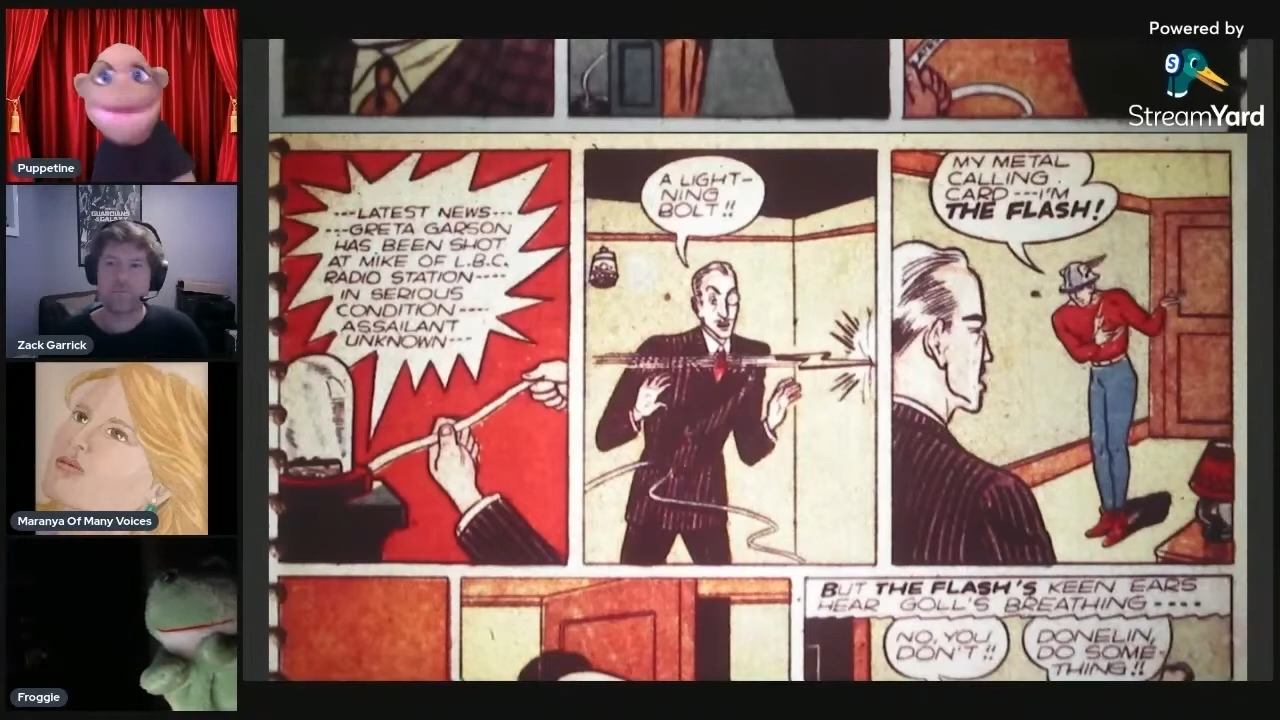 Powered by
StreamYard
Puppetine
GUARDIANS
Zack Garrick
Maranya Of Many Voices
Froggie
---LATEST NEWS---
---GRETA GARSON
HAS BEEN SHOT
AT MIKE OF L.B.C.
RADIO STATION----
IN SERIOUS
CONDITION----
ASSAILANT
UNKNOWN---
A LIGHT-
NING
BOLT!!
MY METAL
CALLING
CARD---I'M
THE FLASH!
BUT THE FLASH'S KEEN EARS
HEAR GOLL'S BREATHING----
NO, YOU
DON'T!!
DONELIN,
DO SOME-
THING!!